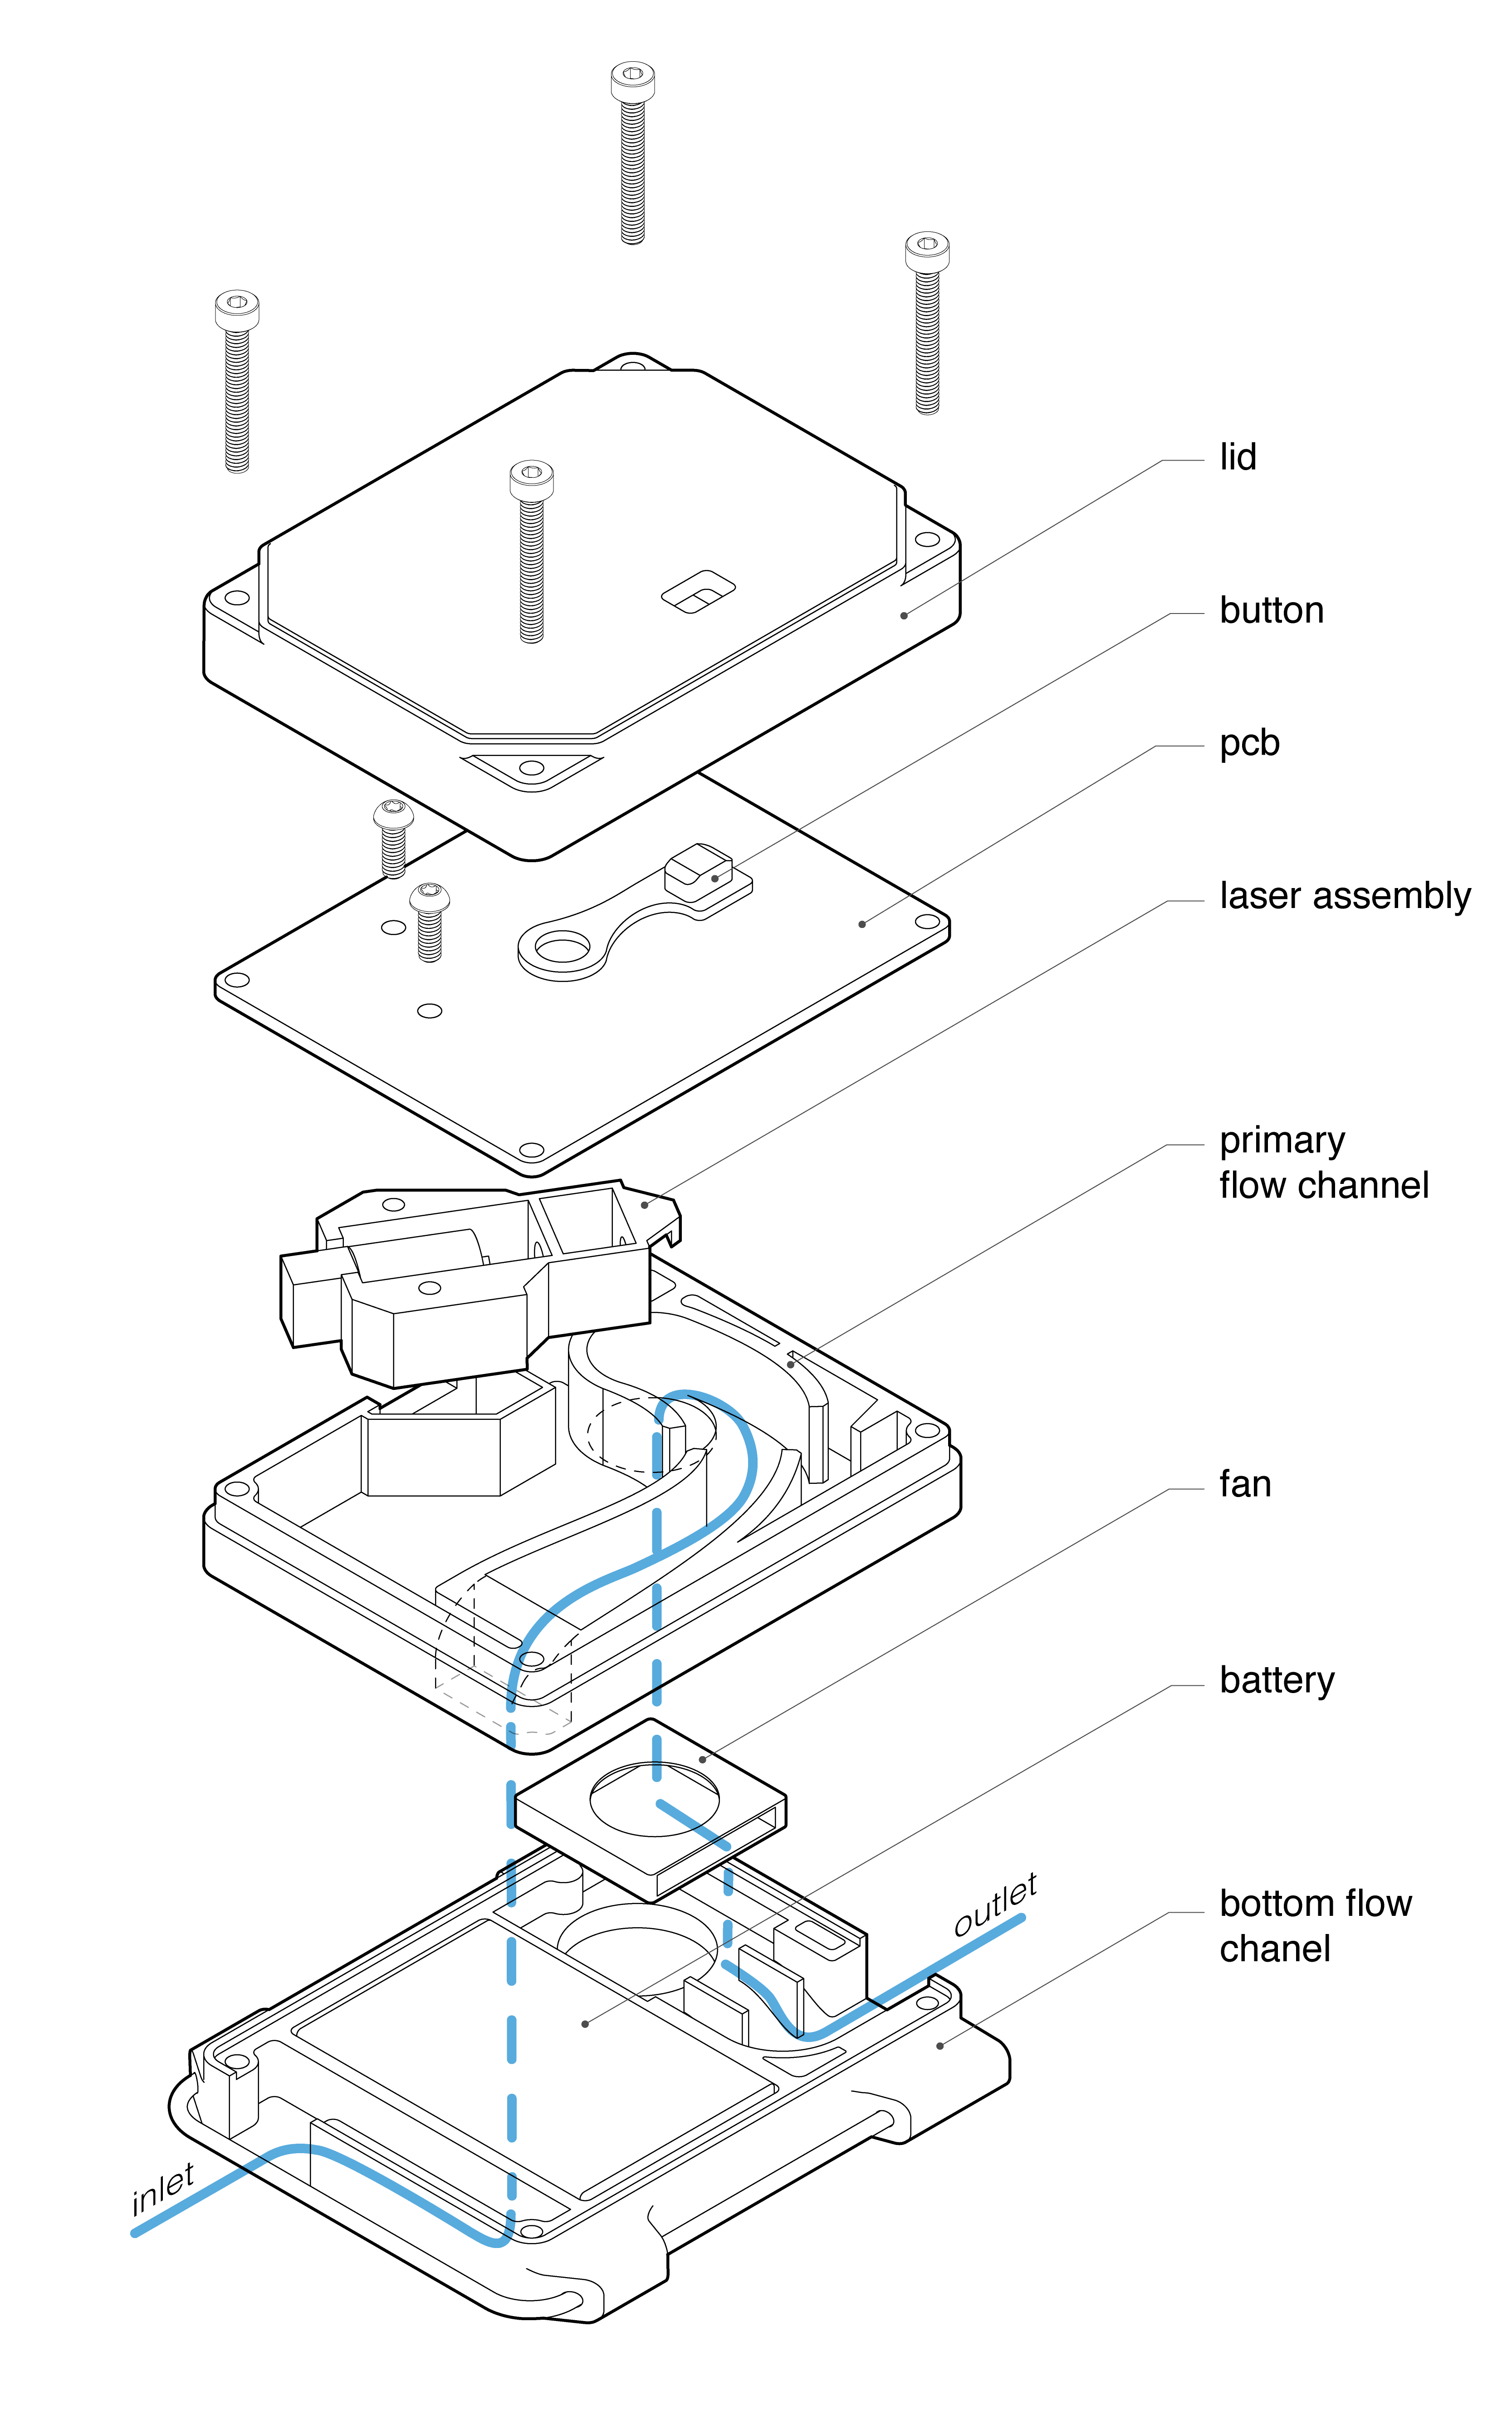 lid
button
pcb
laser assembly
primary
flow channel
fan
battery
outlet
bottom flow
chanel
inlet